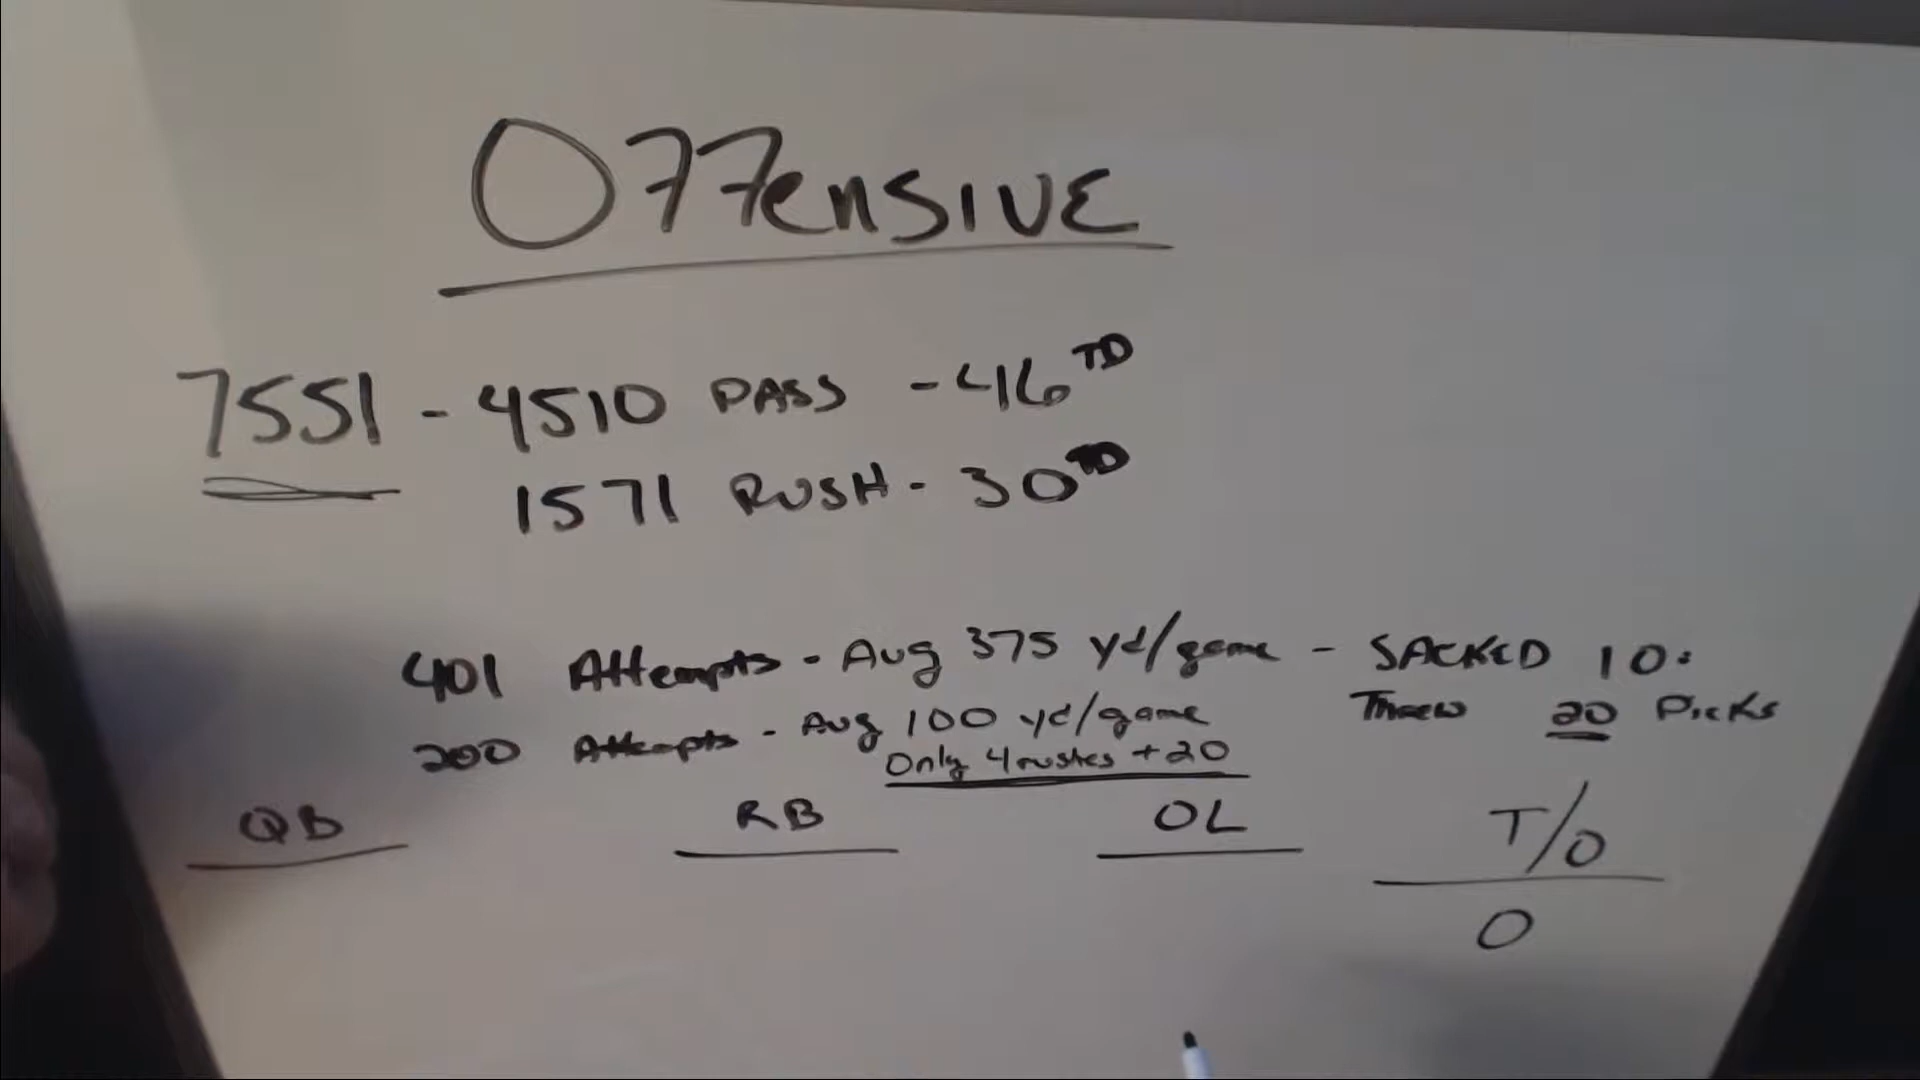 OFFENSIVE
7551 - 4510 PASS - 46 TD
1571 RUSH - 30 TD
401 Attempts - Avg 375 yd/game - SACKED 10:
Threw 20 Picks
200 Attempts - Avg 100 yd/game
Only 4 rushes +20
QB RB OL T/O
0